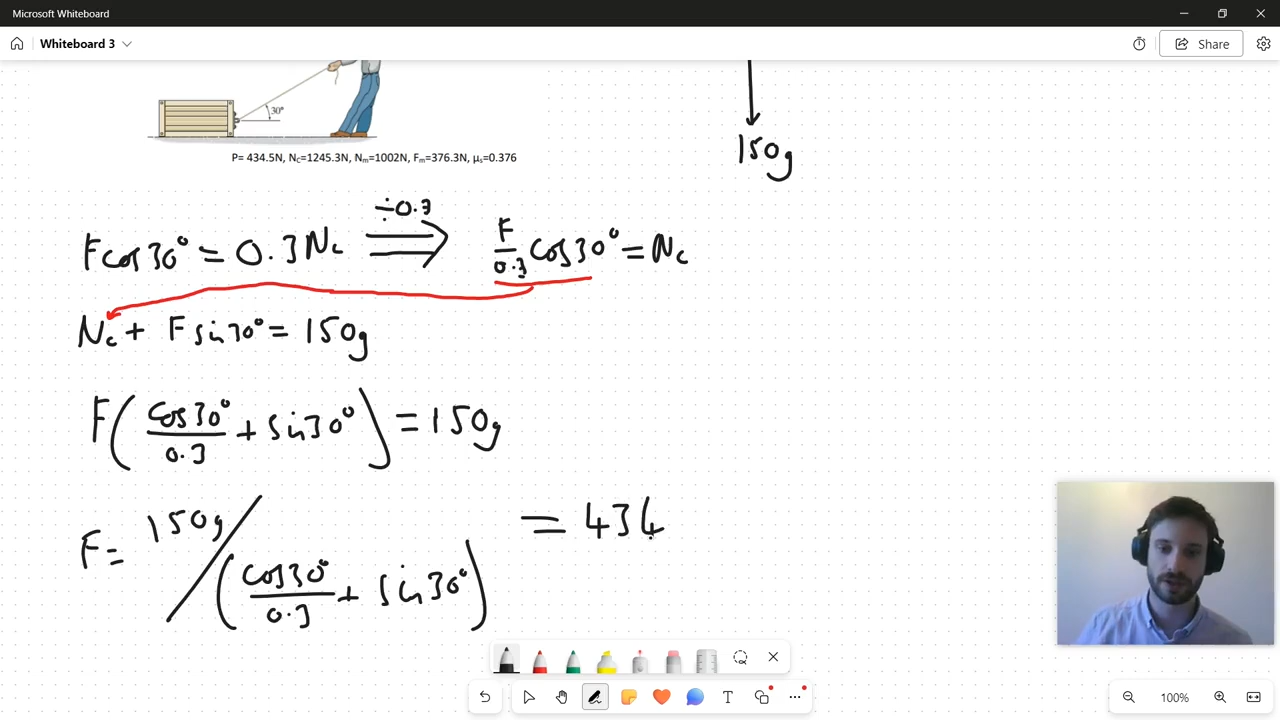 Microsoft Whiteboard
Whiteboard 3
Share
30°
150g
P= 434.5N, NC=1245.3N, Nm=1002N, Fm=376.3N, μs=0.376
÷0.3
Fcos30° = 0.3Nc ⟹ F/0.3 cos30° = Nc
Nc + Fsin30° = 150g
F(cos30°/0.3 + sin30°) = 150g
F = 150g/(cos30°/0.3 + sin30°) = 434
T
100%